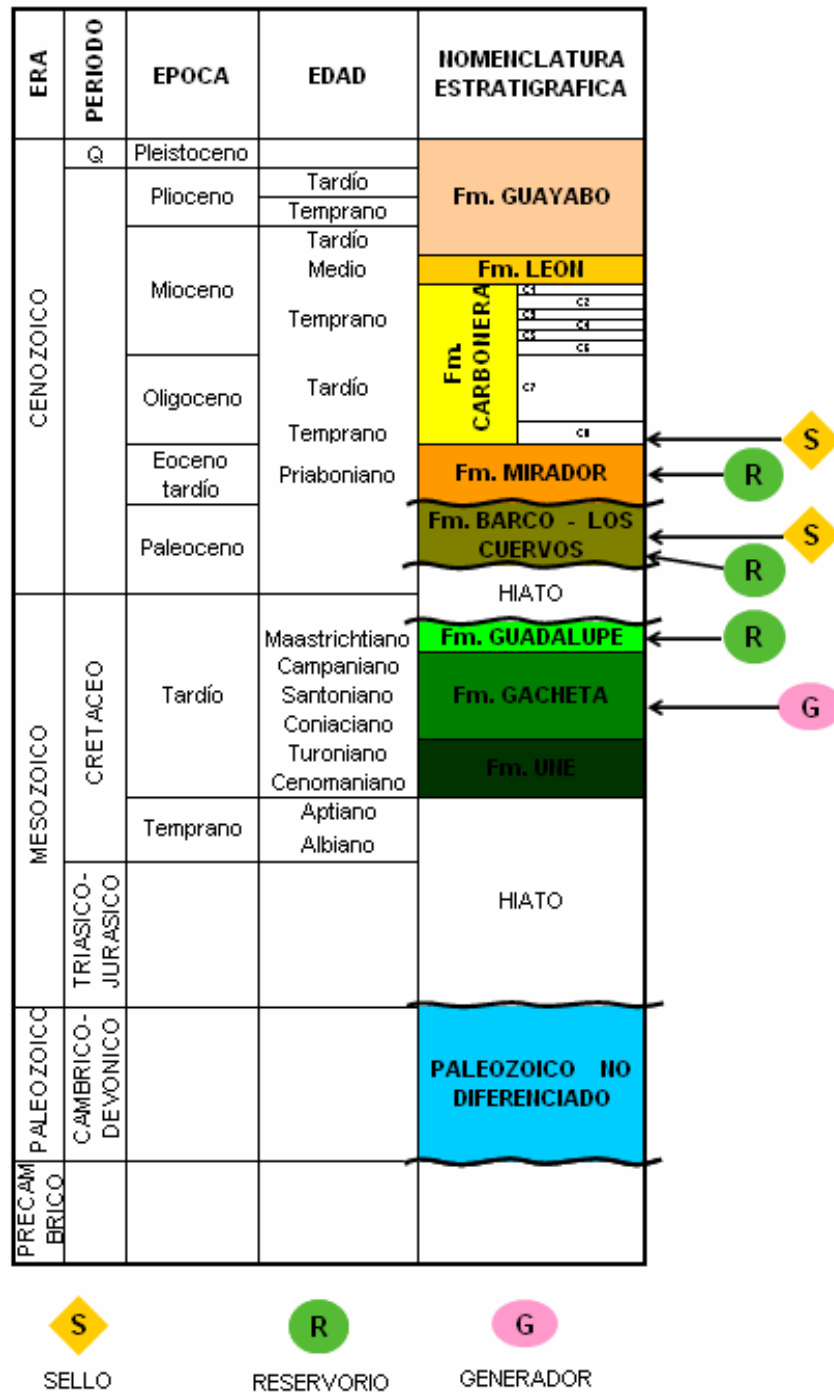 ERA
PERIODO
EPOCA
EDAD
NOMENCLATURA
ESTRATIGRAFICA
CENOZOICO
Q
Pleistoceno
Plioceno
Tardío
Temprano
Fm. GUAYABO
Mioceno
Tardío
Medio
Temprano
Fm. LEON
Fm.
CARBONERA
C1
C2
C3
C4
C5
C6
C7
C8
Oligoceno
Tardío
Temprano
S
Eoceno
tardío
Priaboniano
Fm. MIRADOR
R
Paleoceno
Fm. BARCO - LOS
CUERVOS
S
R
HIATO
MESOZOICO
CRETACEO
Tardío
Maastrichtiano
Campaniano
Santoniano
Coniaciano
Turoniano
Cenomaniano
Fm. GUADALUPE
R
Fm. GACHETA
G
Fm. UNE
Temprano
Aptiano
Albiano
TRIASICO-
JURASICO
HIATO
PALEOZOICO
CAMBRICO-
DEVONICO
PALEOZOICO NO
DIFERENCIADO
PRECAM
BRICO
S
R
G
SELLO
RESERVORIO
GENERADOR